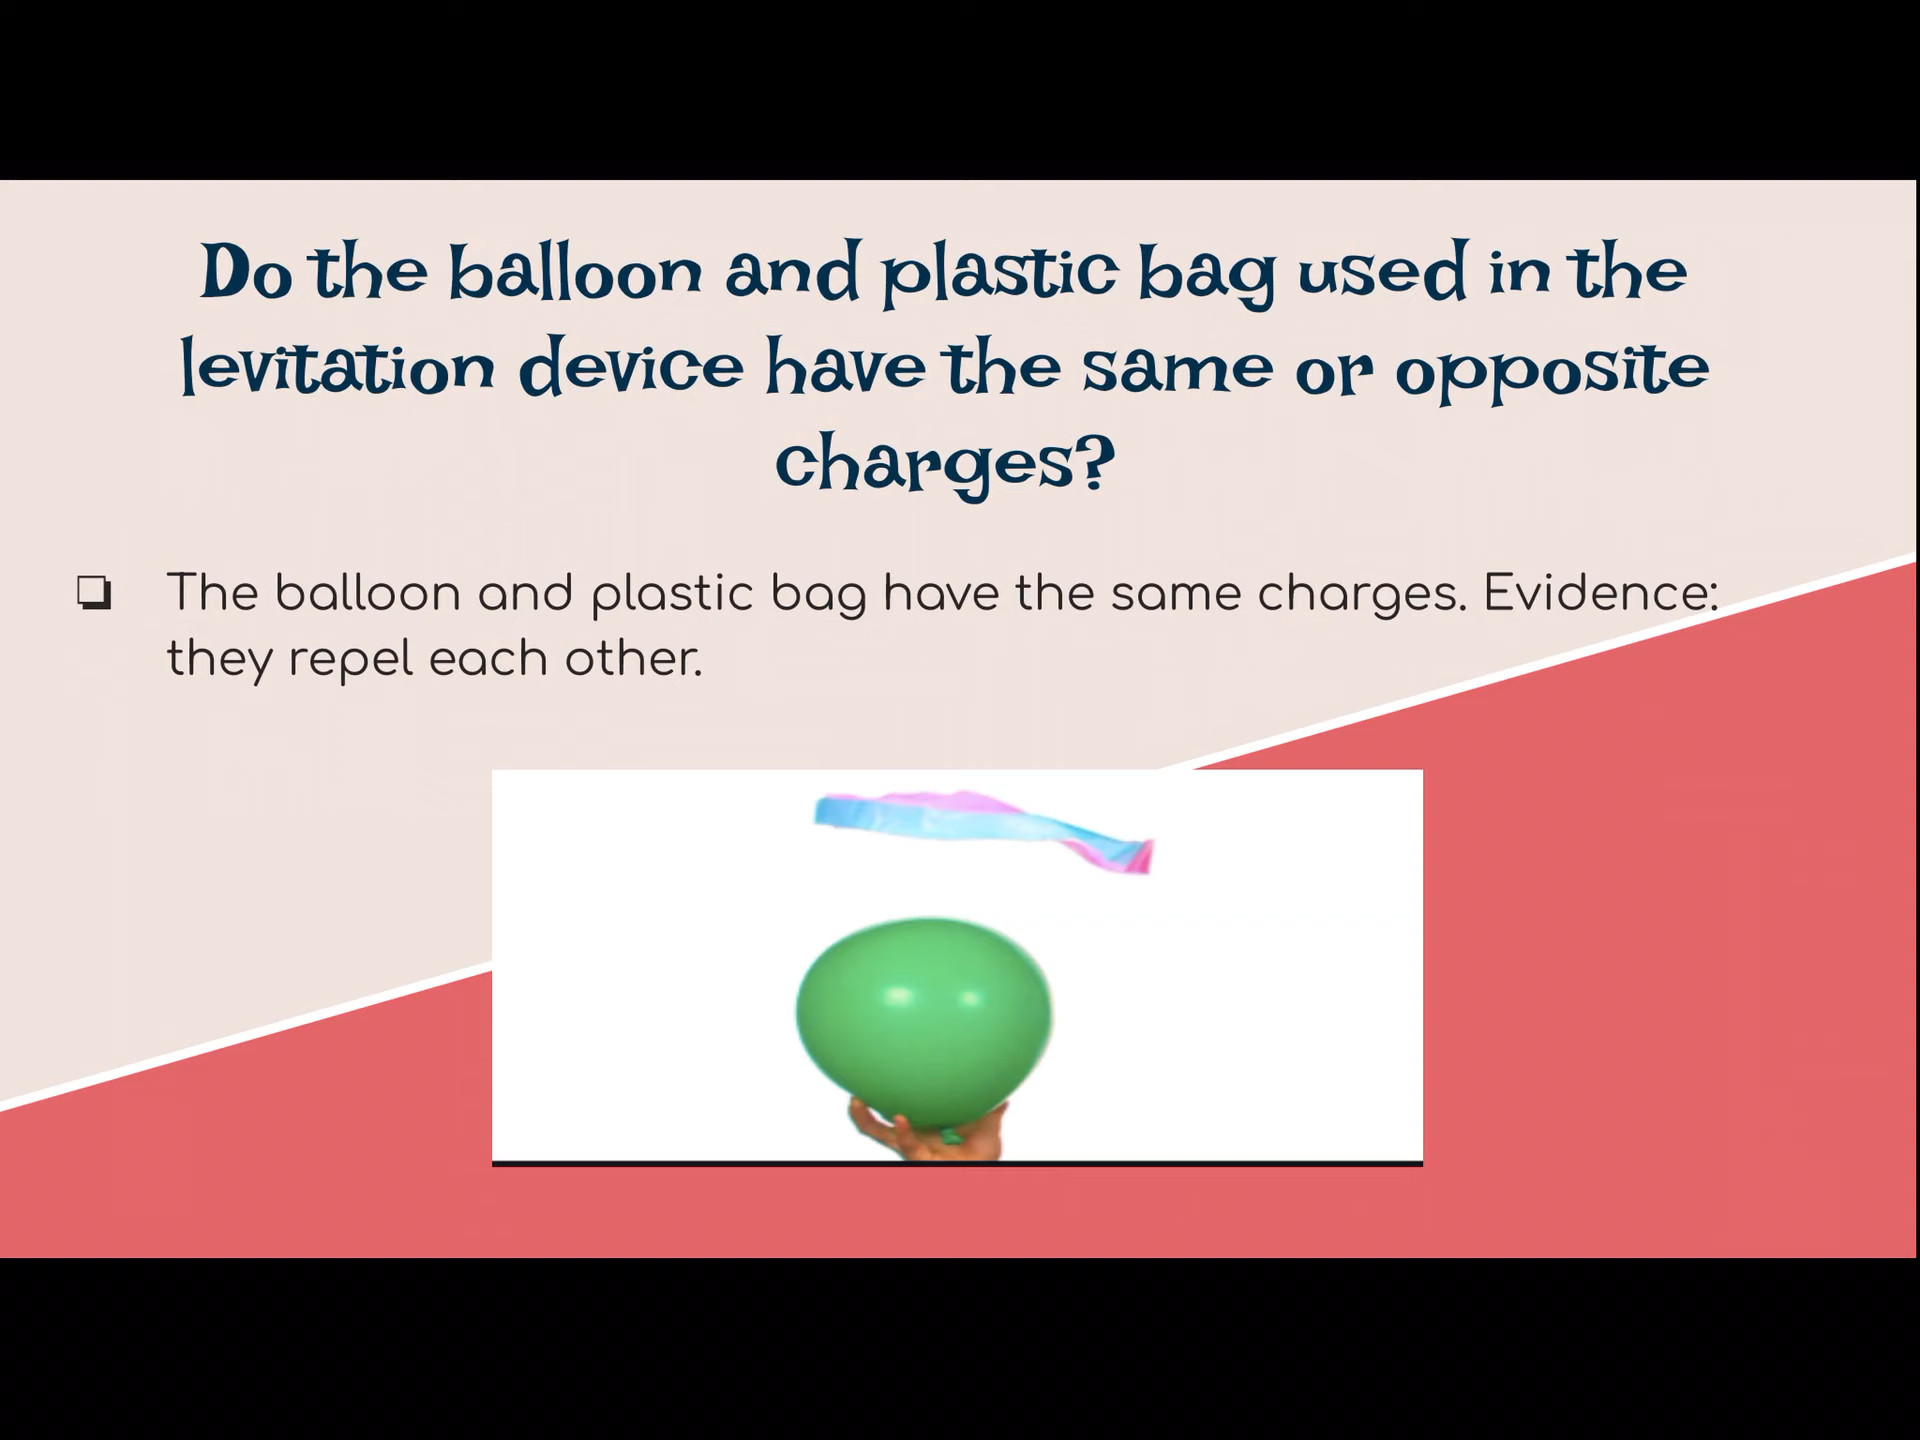 Do the balloon and plastic bag used in the
levitation device have the same or opposite
charges?
❏ The balloon and plastic bag have the same charges. Evidence:
they repel each other.